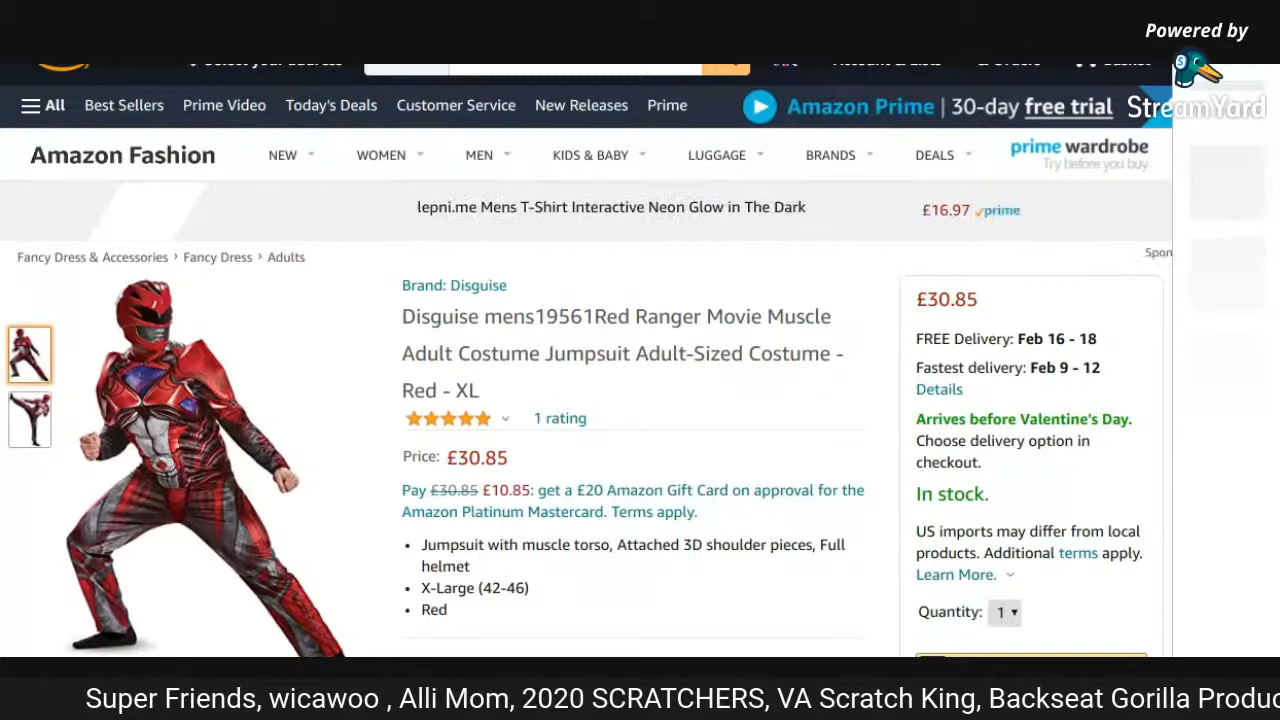 Powered by
StreamYard
All Best Sellers Prime Video Today's Deals Customer Service New Releases Prime
Amazon Prime | 30-day free trial
Amazon Fashion NEW WOMEN MEN KIDS & BABY LUGGAGE BRANDS DEALS
prime wardrobe
Try before you buy
lepni.me Mens T-Shirt Interactive Neon Glow in The Dark
£16.97 prime
Fancy Dress & Accessories › Fancy Dress › Adults
Spon
Brand: Disguise
Disguise mens19561Red Ranger Movie Muscle
Adult Costume Jumpsuit Adult-Sized Costume -
Red - XL
1 rating
Price: £30.85
Pay £30.85 £10.85: get a £20 Amazon Gift Card on approval for the
Amazon Platinum Mastercard. Terms apply.
• Jumpsuit with muscle torso, Attached 3D shoulder pieces, Full
helmet
• X-Large (42-46)
• Red
£30.85
FREE Delivery: Feb 16 - 18
Fastest delivery: Feb 9 - 12
Details
Arrives before Valentine's Day.
Choose delivery option in
checkout.
In stock.
US imports may differ from local
products. Additional terms apply.
Learn More.
Quantity: 1
Super Friends, wicawoo , Alli Mom, 2020 SCRATCHERS, VA Scratch King, Backseat Gorilla Produc